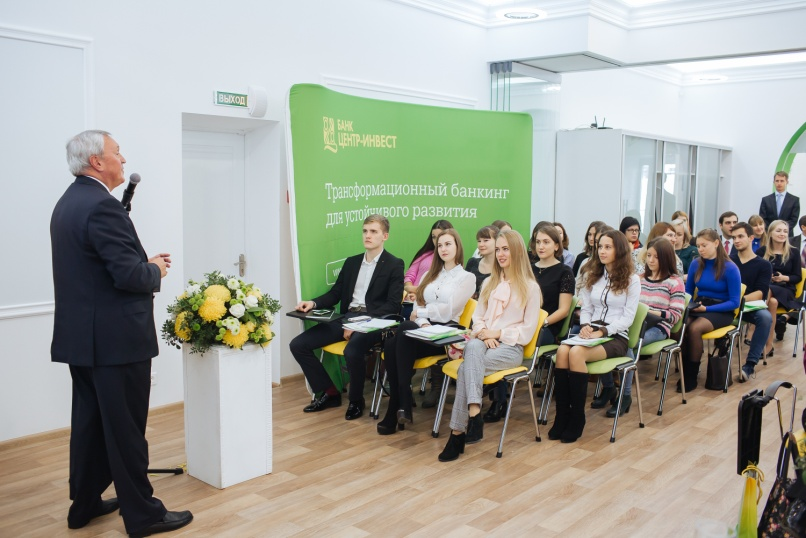 ВЫХОД
БАНК
ЦЕНТР-ИНВЕСТ
Трансформационный банкинг
для устойчивого развития